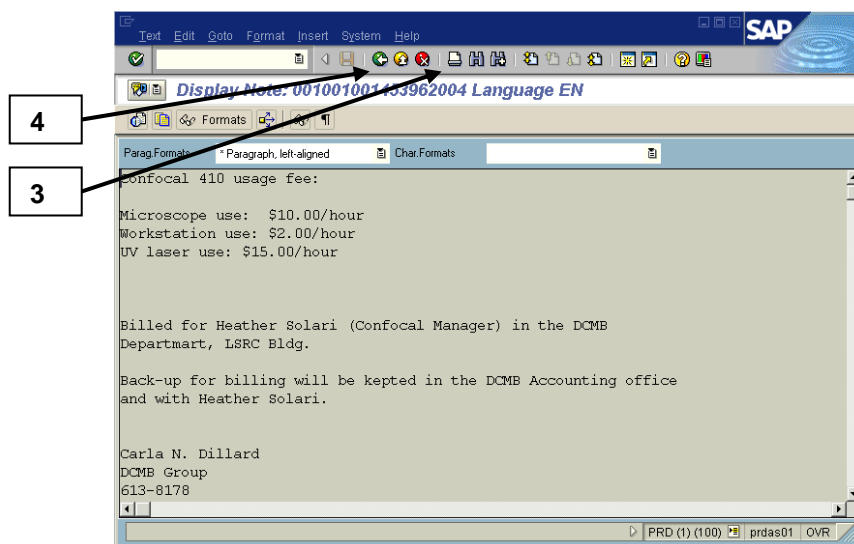 Text Edit Goto Format Insert System Help
SAP
Display Note: 001001001453962004 Language EN
Formats
Parag.Formats * Paragraph, left-aligned Char.Formats
4
3
Confocal 410 usage fee:
Microscope use: $10.00/hour
Workstation use: $2.00/hour
UV laser use: $15.00/hour
Billed for Heather Solari (Confocal Manager) in the DCMB
Departmart, LSRC Bldg.
Back-up for billing will be kepted in the DCMB Accounting office
and with Heather Solari.
Carla N. Dillard
DCMB Group
613-8178
PRD (1) (100) prdas01 OVR